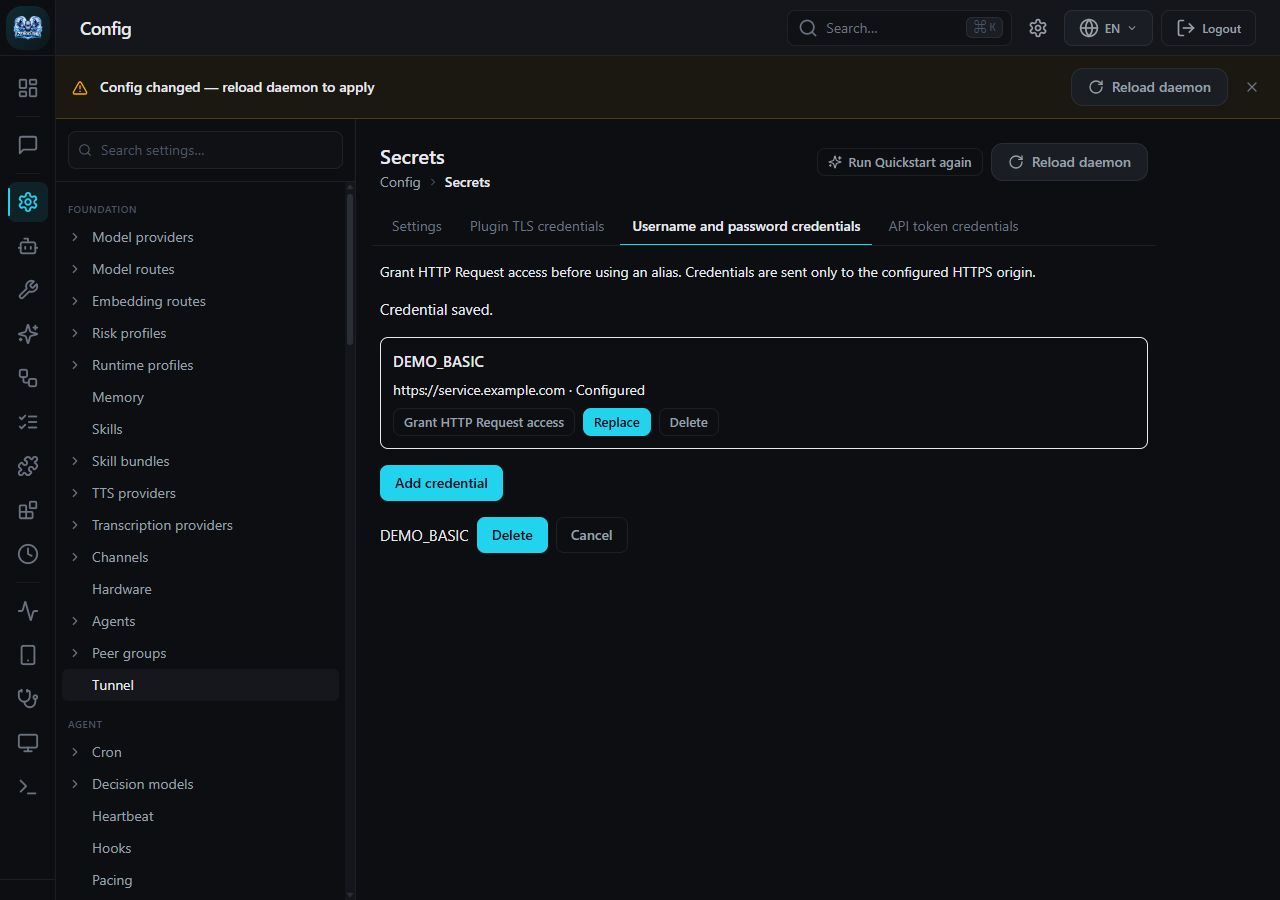 Config
Search...
⌘K
EN
Logout
Config changed — reload daemon to apply
Reload daemon
Search settings...
FOUNDATION
Model providers
Model routes
Embedding routes
Risk profiles
Runtime profiles
Memory
Skills
Skill bundles
TTS providers
Transcription providers
Channels
Hardware
Agents
Peer groups
Tunnel
AGENT
Cron
Decision models
Heartbeat
Hooks
Pacing
Secrets
Config > Secrets
Run Quickstart again
Reload daemon
Settings
Plugin TLS credentials
Username and password credentials
API token credentials
Grant HTTP Request access before using an alias. Credentials are sent only to the configured HTTPS origin.
Credential saved.
DEMO_BASIC
https://service.example.com · Configured
Grant HTTP Request access
Replace
Delete
Add credential
DEMO_BASIC
Delete
Cancel